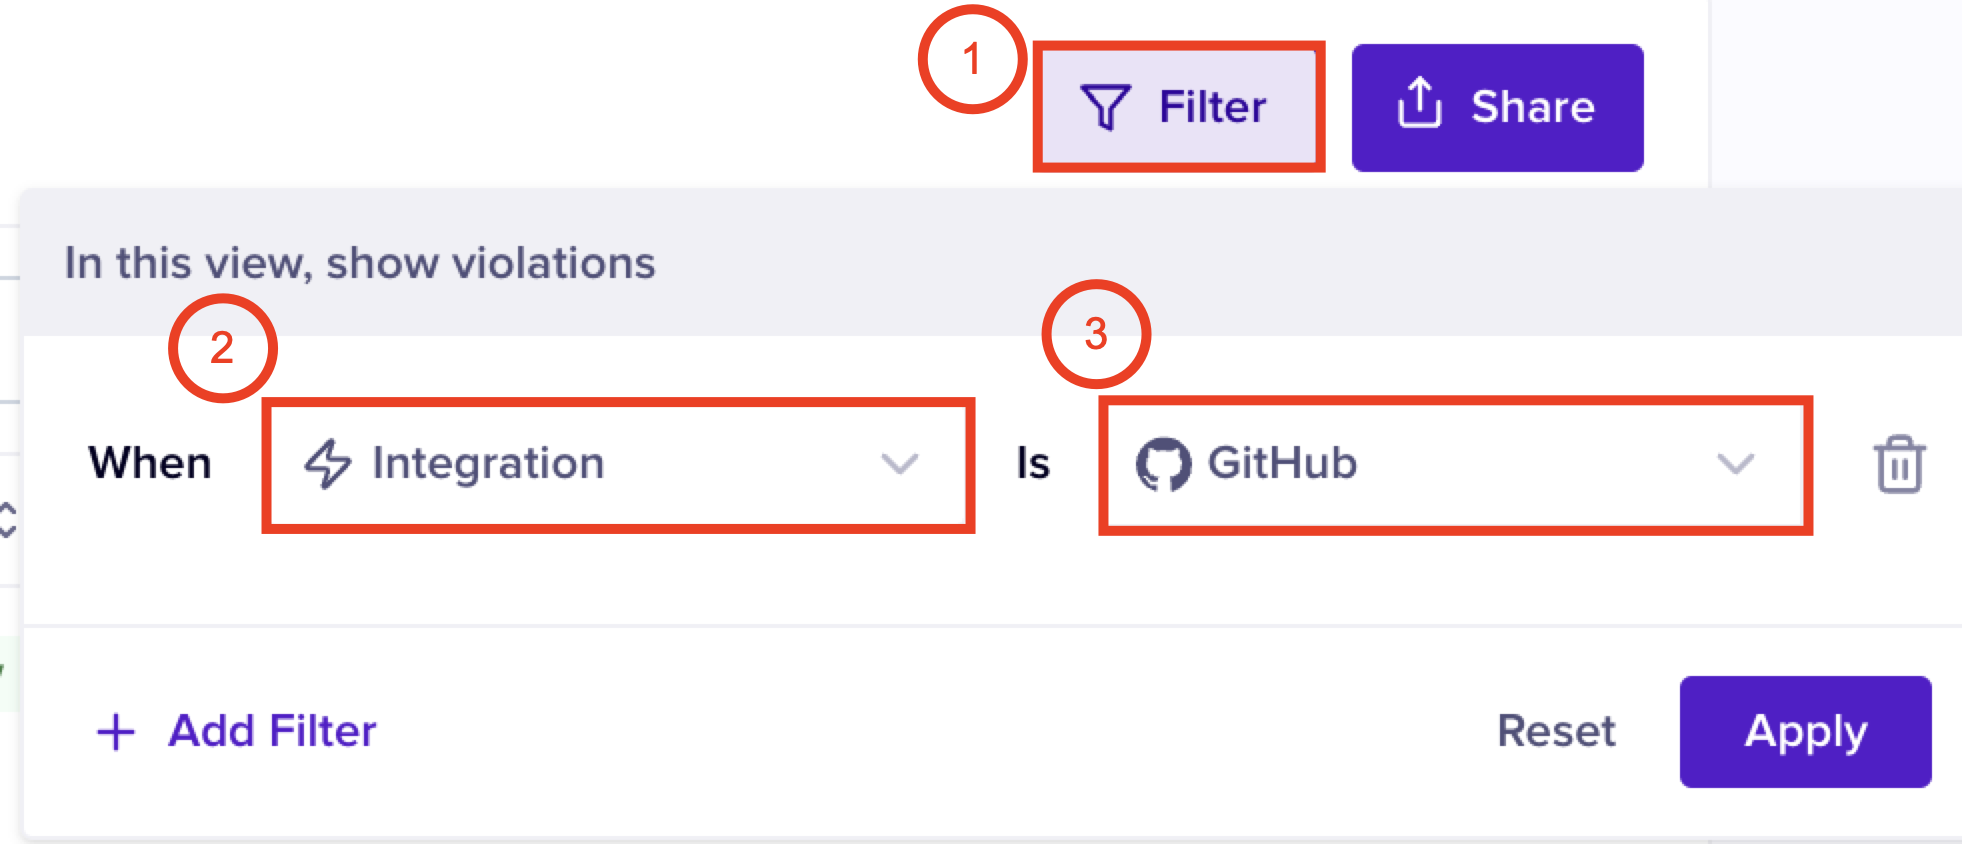 1
Filter
Share
In this view, show violations
2
3
When
Integration
Is
GitHub
Add Filter
Reset
Apply